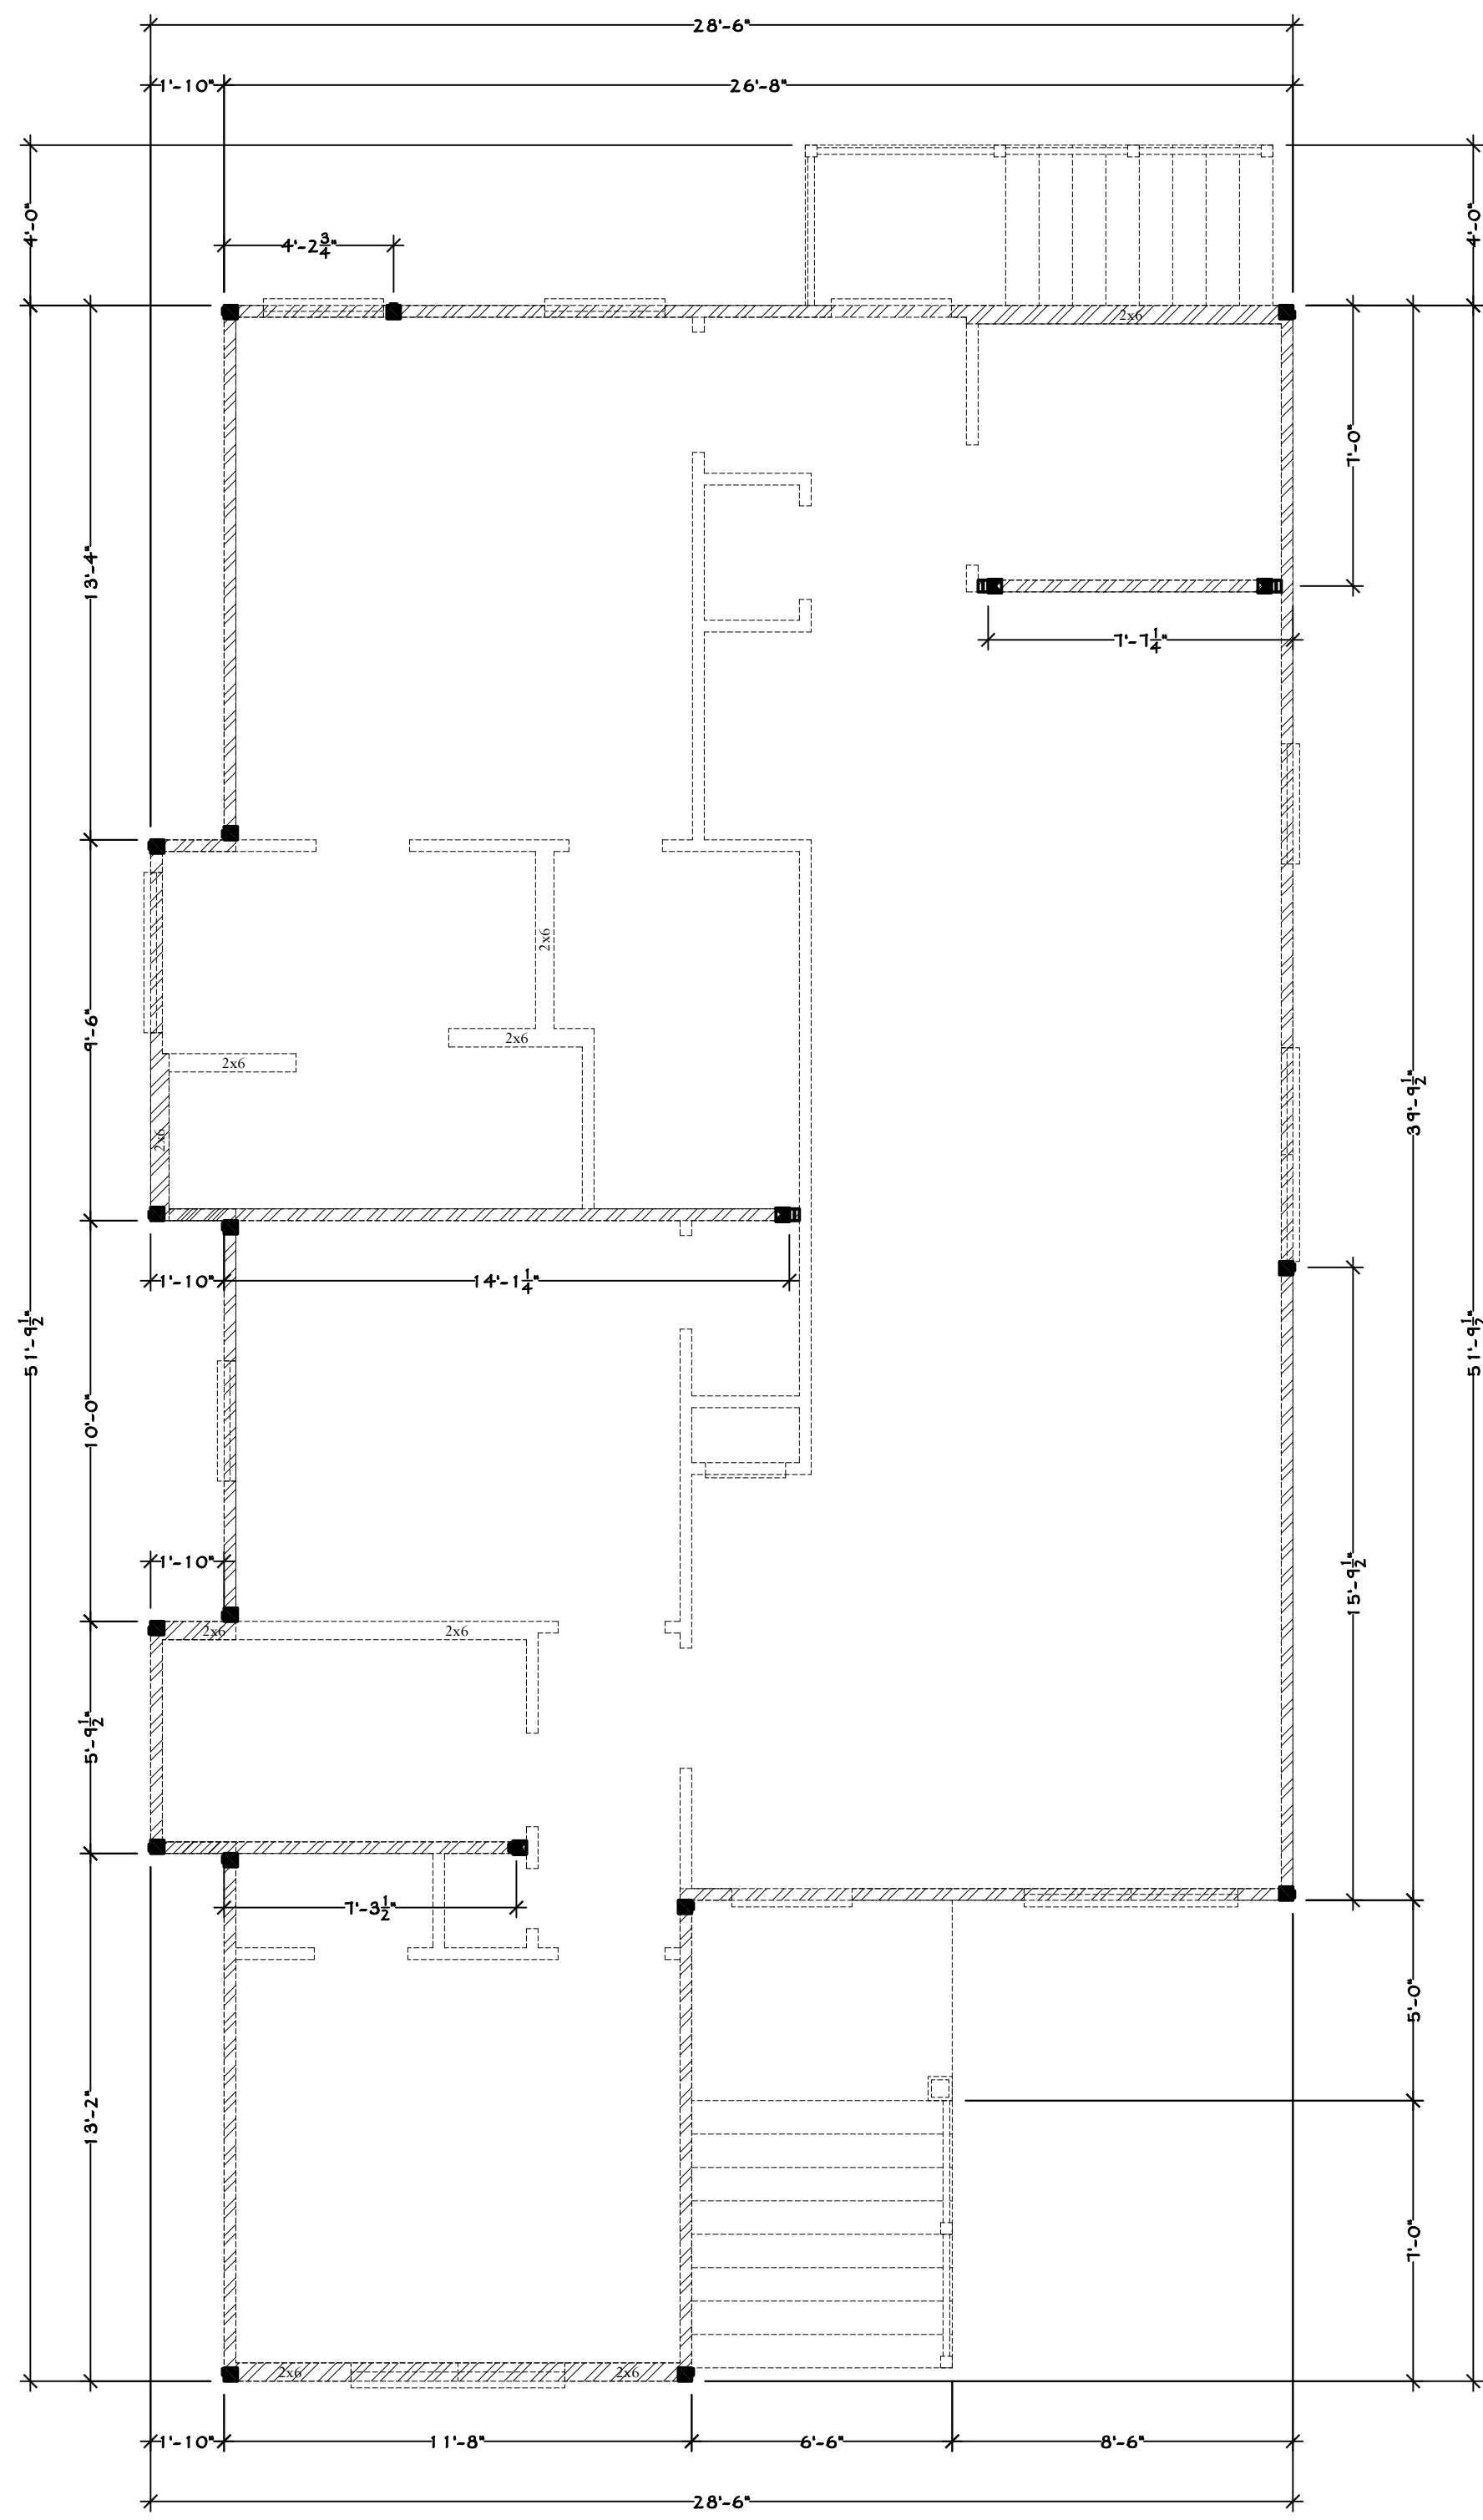 28'-6"
1'-10" 26'-8"
4'-0" 4'-0"
4'-2 3/4"
2x6
7'-0"
13'-4"
7'-7 1/4"
2x6
9'-6"
2x6
2x6
39'-9 1/2"
2x6
1'-10" 14'-1 1/4"
51'-9 1/2" 51'-9 1/2"
10'-0"
1'-10"
15'-9 1/2"
2x6 2x6
5'-9 1/2"
7'-3 1/2"
5'-0"
13'-2"
7'-0"
2x6 2x6
1'-10" 11'-8" 6'-6" 8'-6"
28'-6"